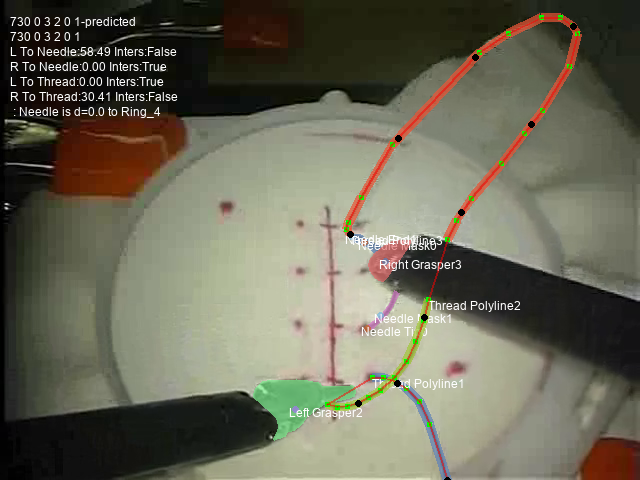 730 0 3 2 0 1-predicted
730 0 3 2 0 1
L To Needle:58.49 Inters:False
R To Needle:0.00 Inters:True
L To Thread:0.00 Inters:True
R To Thread:30.41 Inters:False
: Needle is d=0.0 to Ring_4
Needle Mask0
Right Grasper3
Thread Polyline2
Needle Mask1
Thread Polyline1
Left Grasper2